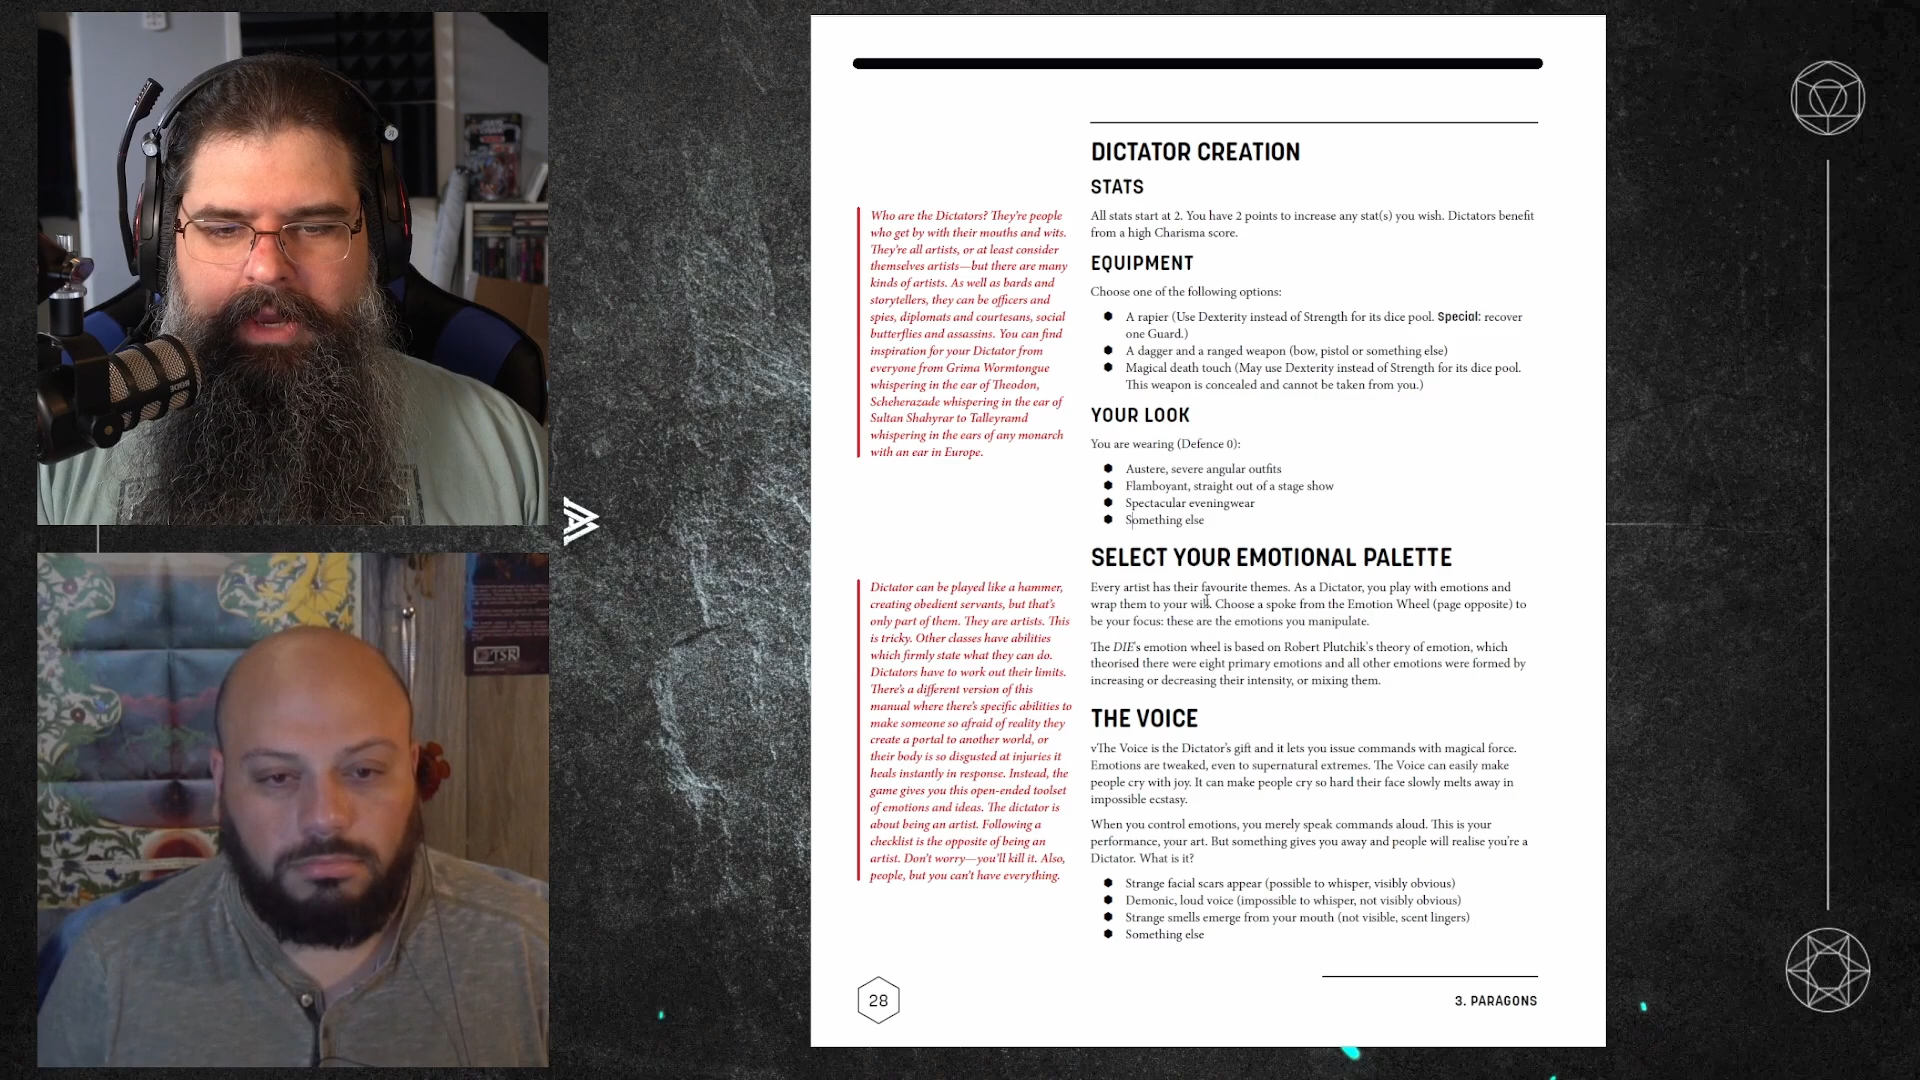 DICTATOR CREATION
STATS
All stats start at 2. You have 2 points to increase any stat(s) you wish. Dictators benefit
from a high Charisma score.
EQUIPMENT
Choose one of the following options:
A rapier (Use Dexterity instead of Strength for its dice pool. Special: recover
one Guard.)
A dagger and a ranged weapon (bow, pistol or something else)
Magical death touch (May use Dexterity instead of Strength for its dice pool.
This weapon is concealed and cannot be taken from you.)
YOUR LOOK
You are wearing (Defence 0):
Austere, severe angular outfits
Flamboyant, straight out of a stage show
Spectacular eveningwear
Something else
Who are the Dictators? They're people
who get by with their mouths and wits.
They're all artists, or at least consider
themselves artists—but there are many
kinds of artists. As well as bards and
storytellers, they can be officers and
spies, diplomats and courtesans, social
butterflies and assassins. You can find
inspiration for your Dictator from
everyone from Grima Wormtongue
whispering in the ear of Theodon,
Scheherazade whispering in the ear of
Sultan Shahyrar to Talleyramd
whispering in the ears of any monarch
with an ear in Europe.
SELECT YOUR EMOTIONAL PALETTE
Every artist has their favourite themes. As a Dictator, you play with emotions and
wrap them to your will. Choose a spoke from the Emotion Wheel (page opposite) to
be your focus: these are the emotions you manipulate.
The DIE's emotion wheel is based on Robert Plutchik's theory of emotion, which
theorised there were eight primary emotions and all other emotions were formed by
increasing or decreasing their intensity, or mixing them.
THE VOICE
vThe Voice is the Dictator's gift and it lets you issue commands with magical force.
Emotions are tweaked, even to supernatural extremes. The Voice can easily make
people cry with joy. It can make people cry so hard their face slowly melts away in
impossible ecstasy.
When you control emotions, you merely speak commands aloud. This is your
performance, your art. But something gives you away and people will realise you're a
Dictator. What is it?
Strange facial scars appear (possible to whisper, visibly obvious)
Demonic, loud voice (impossible to whisper, not visibly obvious)
Strange smells emerge from your mouth (not visible, scent lingers)
Something else
Dictator can be played like a hammer,
creating obedient servants, but that's
only part of them. They are artists. This
is tricky. Other classes have abilities
which firmly state what they can do.
Dictators have to work out their limits.
There's a different version of this
manual where there's specific abilities to
make someone so afraid of reality they
create a portal to another world, or
their body is so disgusted at injuries it
heals instantly in response. Instead, the
game gives you this open-ended toolset
of emotions and ideas. The dictator is
about being an artist. Following a
checklist is the opposite of being an
artist. Don't worry—you'll kill it. Also,
people, but you can't have everything.
28
3. PARAGONS
RODE
TSR